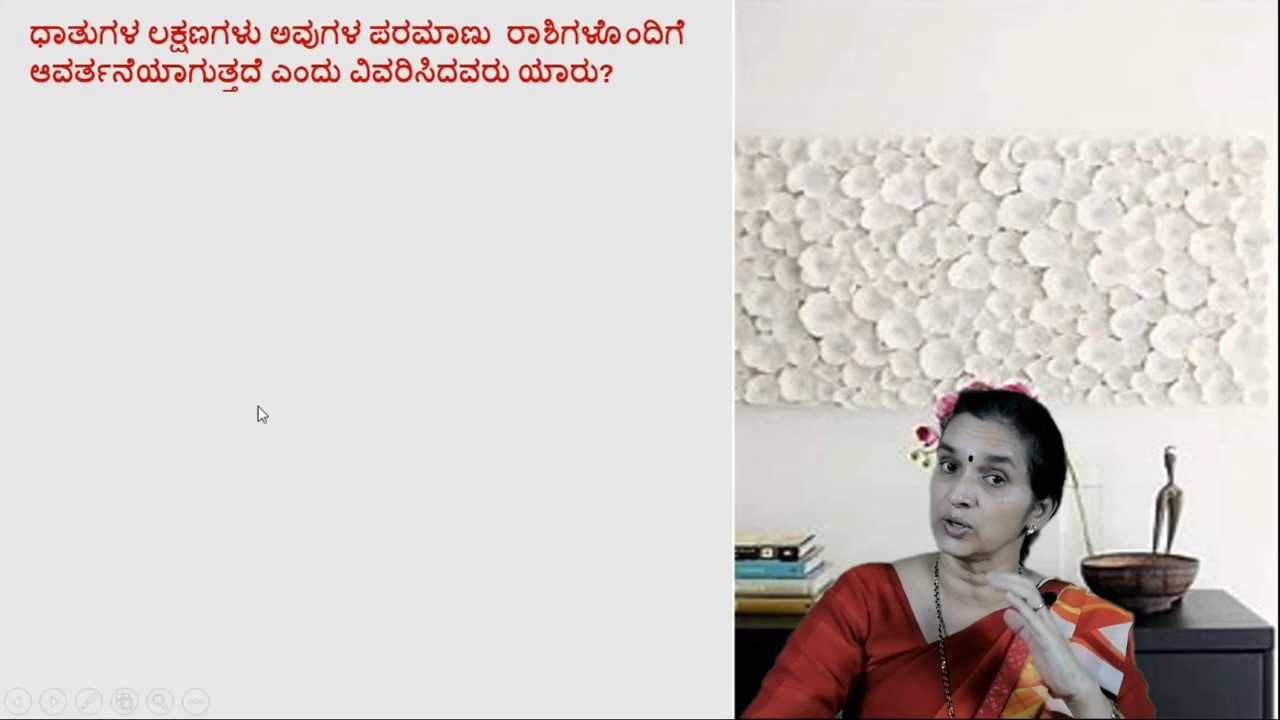 ಧಾತುಗಳ ಲಕ್ಷಣಗಳು ಅವುಗಳ ಪರಮಾಣು ರಾಶಿಗಳೊಂದಿಗೆ
ಆವರ್ತನೆಯಾಗುತ್ತದೆ ಎಂದು ವಿವರಿಸಿದವರು ಯಾರು?